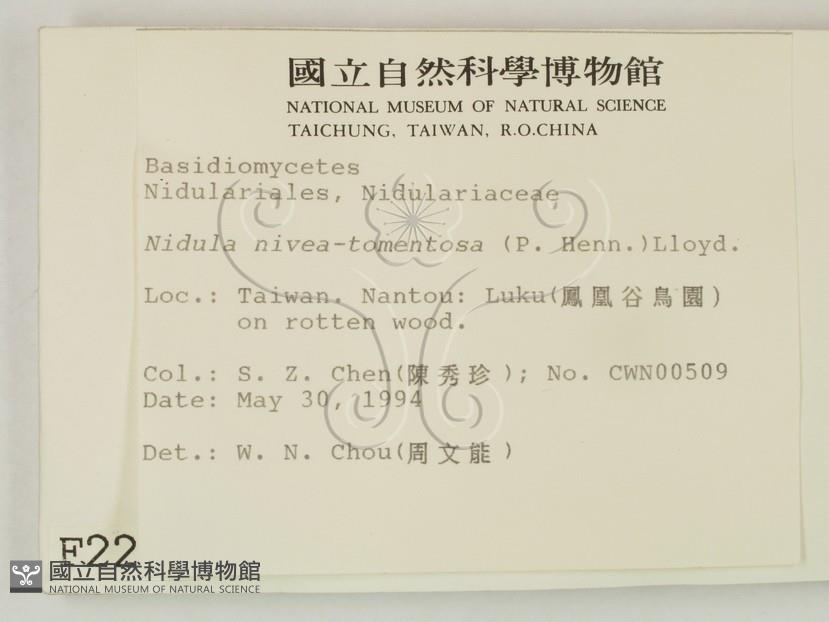 國立自然科學博物館
NATIONAL MUSEUM OF NATURAL SCIENCE
TAICHUNG, TAIWAN, R.O.CHINA
Basidiomycetes
Nidulariales, Nidulariaceae
Nidula nivea-tomentosa (P. Henn.)Lloyd.
Loc.: Taiwan. Nantou: Luku(鳳凰谷鳥園)
on rotten wood.
Col.: S. Z. Chen(陳秀珍); No. CWN00509
Date: May 30, 1994
Det.: W. N. Chou(周文能)
F22
國立自然科學博物館
NATIONAL MUSEUM OF NATURAL SCIENCE